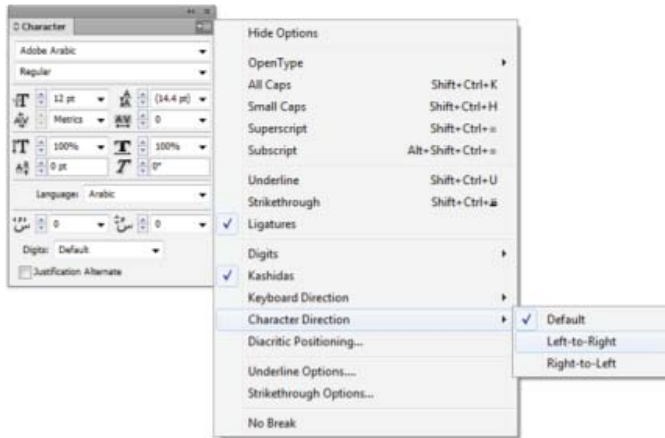 Character
Adobe Arabic
Regular
12 pt
(14.4 pt)
Metrics
0
100%
100%
0 pt
0°
Language: Arabic
0
0
Digits: Default
Justification Alternate
Hide Options
OpenType
All Caps Shift+Ctrl+K
Small Caps Shift+Ctrl+H
Superscript Shift+Ctrl+=
Subscript Alt+Shift+Ctrl+=
Underline Shift+Ctrl+U
Strikethrough Shift+Ctrl+
Ligatures
Digits
Kashidas
Keyboard Direction
Character Direction
Diacritic Positioning...
Underline Options....
Strikethrough Options...
No Break
Default
Left-to-Right
Right-to-Left